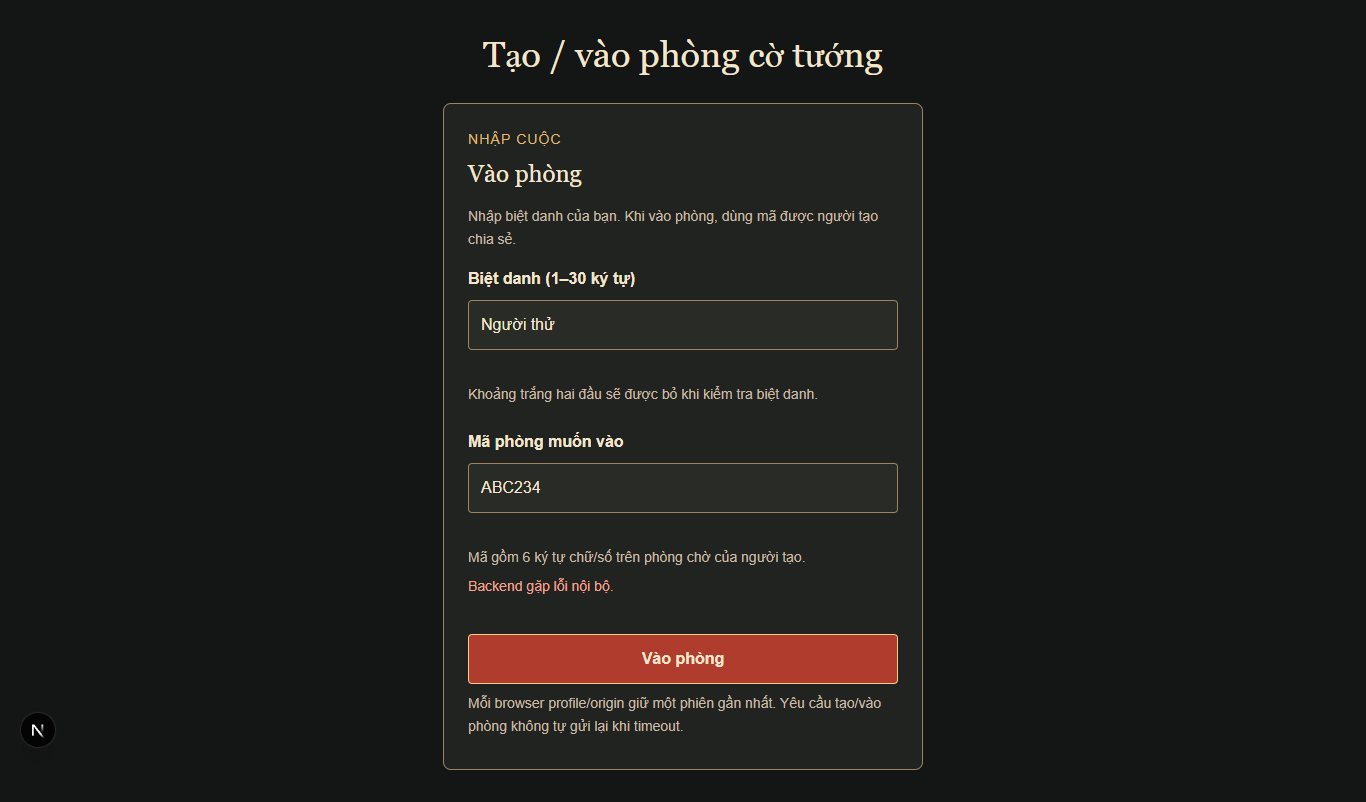 Tạo / vào phòng cờ tướng
NHẬP CUỘC
Vào phòng
Nhập biệt danh của bạn. Khi vào phòng, dùng mã được người tạo
chia sẻ.
Biệt danh (1–30 ký tự)
Người thử
Khoảng trắng hai đầu sẽ được bỏ khi kiểm tra biệt danh.
Mã phòng muốn vào
ABC234
Mã gồm 6 ký tự chữ/số trên phòng chờ của người tạo.
Backend gặp lỗi nội bộ.
Vào phòng
Mỗi browser profile/origin giữ một phiên gần nhất. Yêu cầu tạo/vào
phòng không tự gửi lại khi timeout.
N